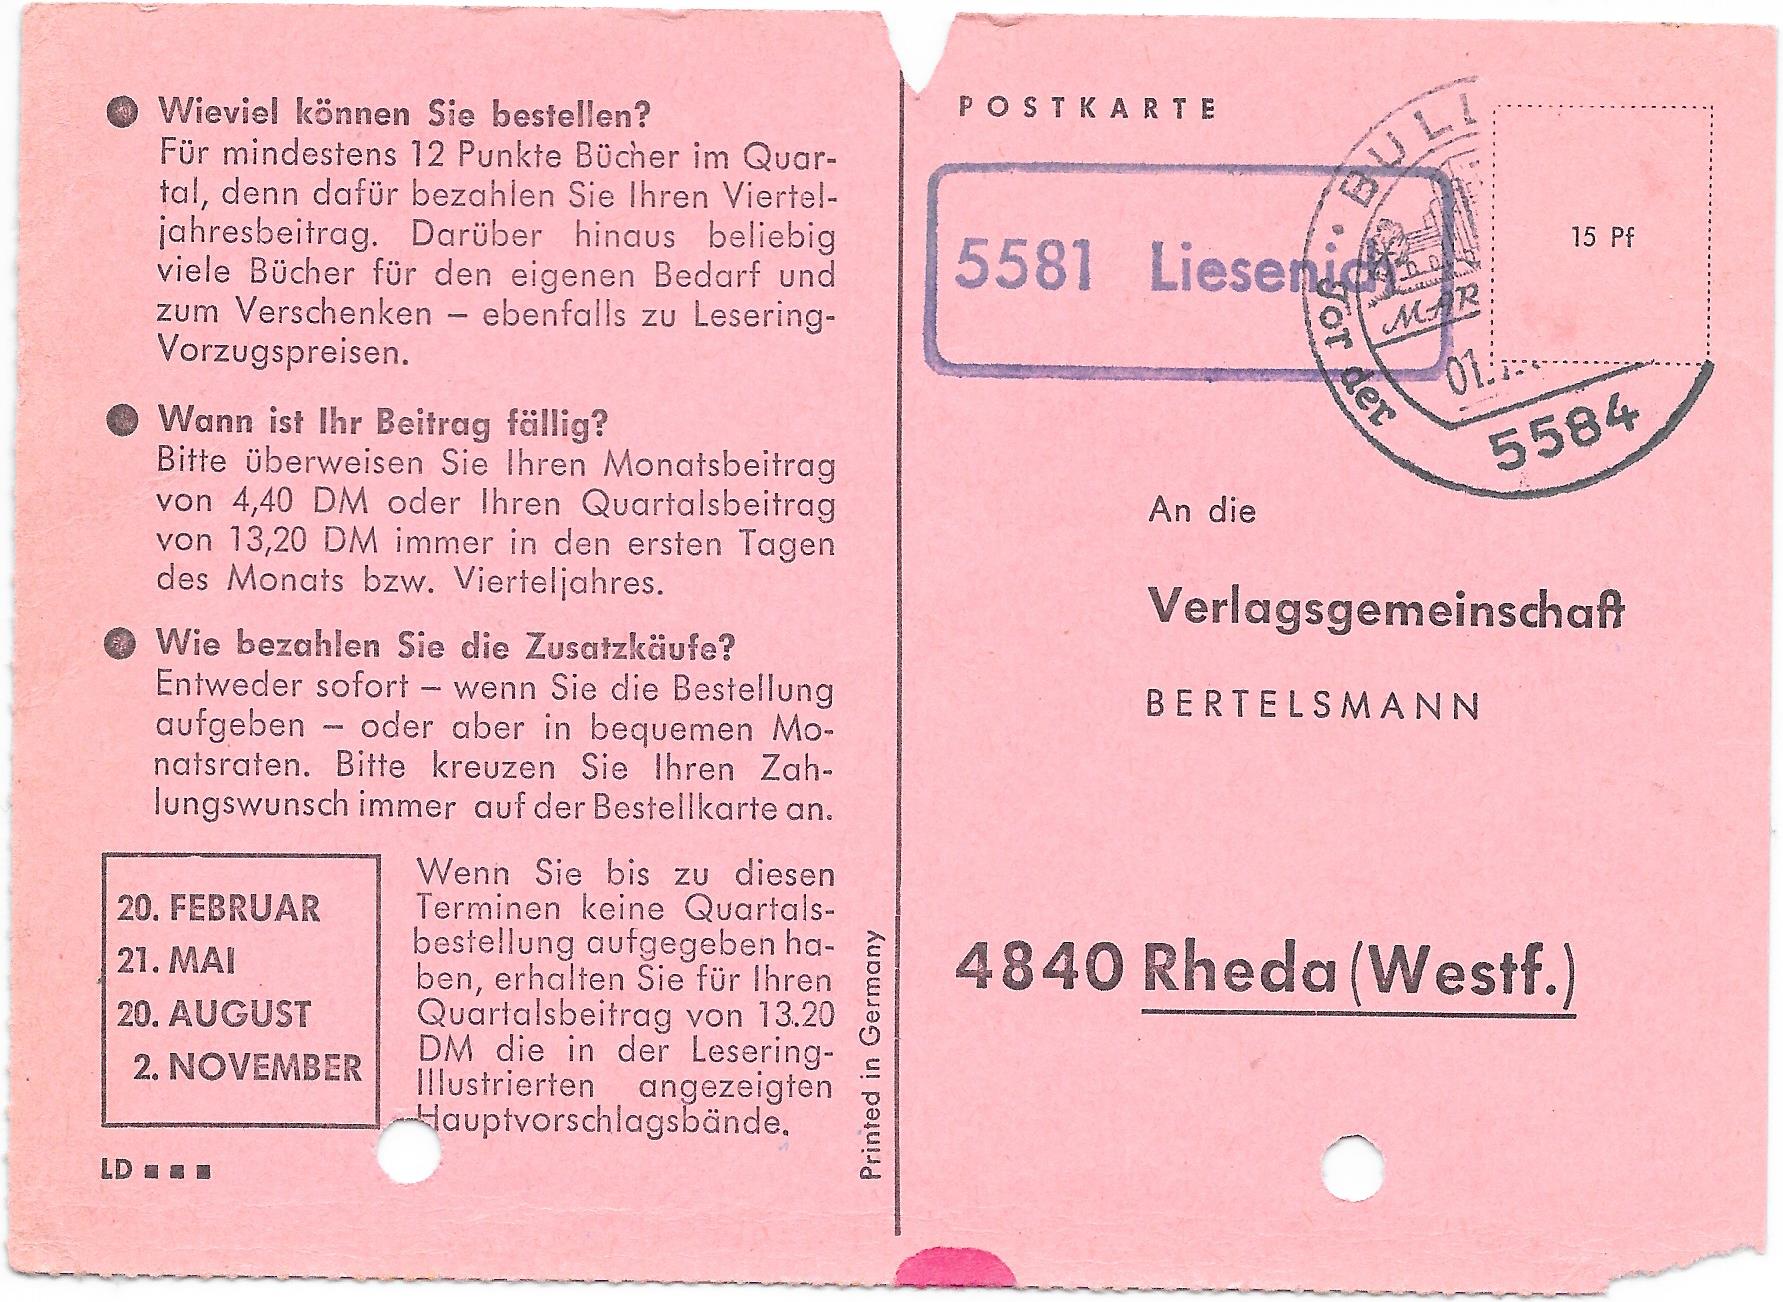 Wieviel können Sie bestellen?
Für mindestens 12 Punkte Bücher im Quar-
tal, denn dafür bezahlen Sie Ihren Viertel-
jahresbeitrag. Darüber hinaus beliebig
viele Bücher für den eigenen Bedarf und
zum Verschenken – ebenfalls zu Lesering-
Vorzugspreisen.
Wann ist Ihr Beitrag fällig?
Bitte überweisen Sie Ihren Monatsbeitrag
von 4,40 DM oder Ihren Quartalsbeitrag
von 13,20 DM immer in den ersten Tagen
des Monats bzw. Vierteljahres.
Wie bezahlen Sie die Zusatzkäufe?
Entweder sofort – wenn Sie die Bestellung
aufgeben – oder aber in bequemen Mo-
natsraten. Bitte kreuzen Sie Ihren Zah-
lungswunsch immer auf der Bestellkarte an.
20. FEBRUAR
21. MAI
20. AUGUST
2. NOVEMBER
Wenn Sie bis zu diesen
Terminen keine Quartals-
bestellung aufgegeben ha-
ben, erhalten Sie für Ihren
Quartalsbeitrag von 13.20
DM die in der Lesering-
Illustrierten angezeigten
Hauptvorschlagsbände.
LD
Printed in Germany
POSTKARTE
5581 Liesenich
BULL
MAR
01.
Tor der
5584
15 Pf
An die
Verlagsgemeinschaft
BERTELSMANN
4840 Rheda (Westf.)